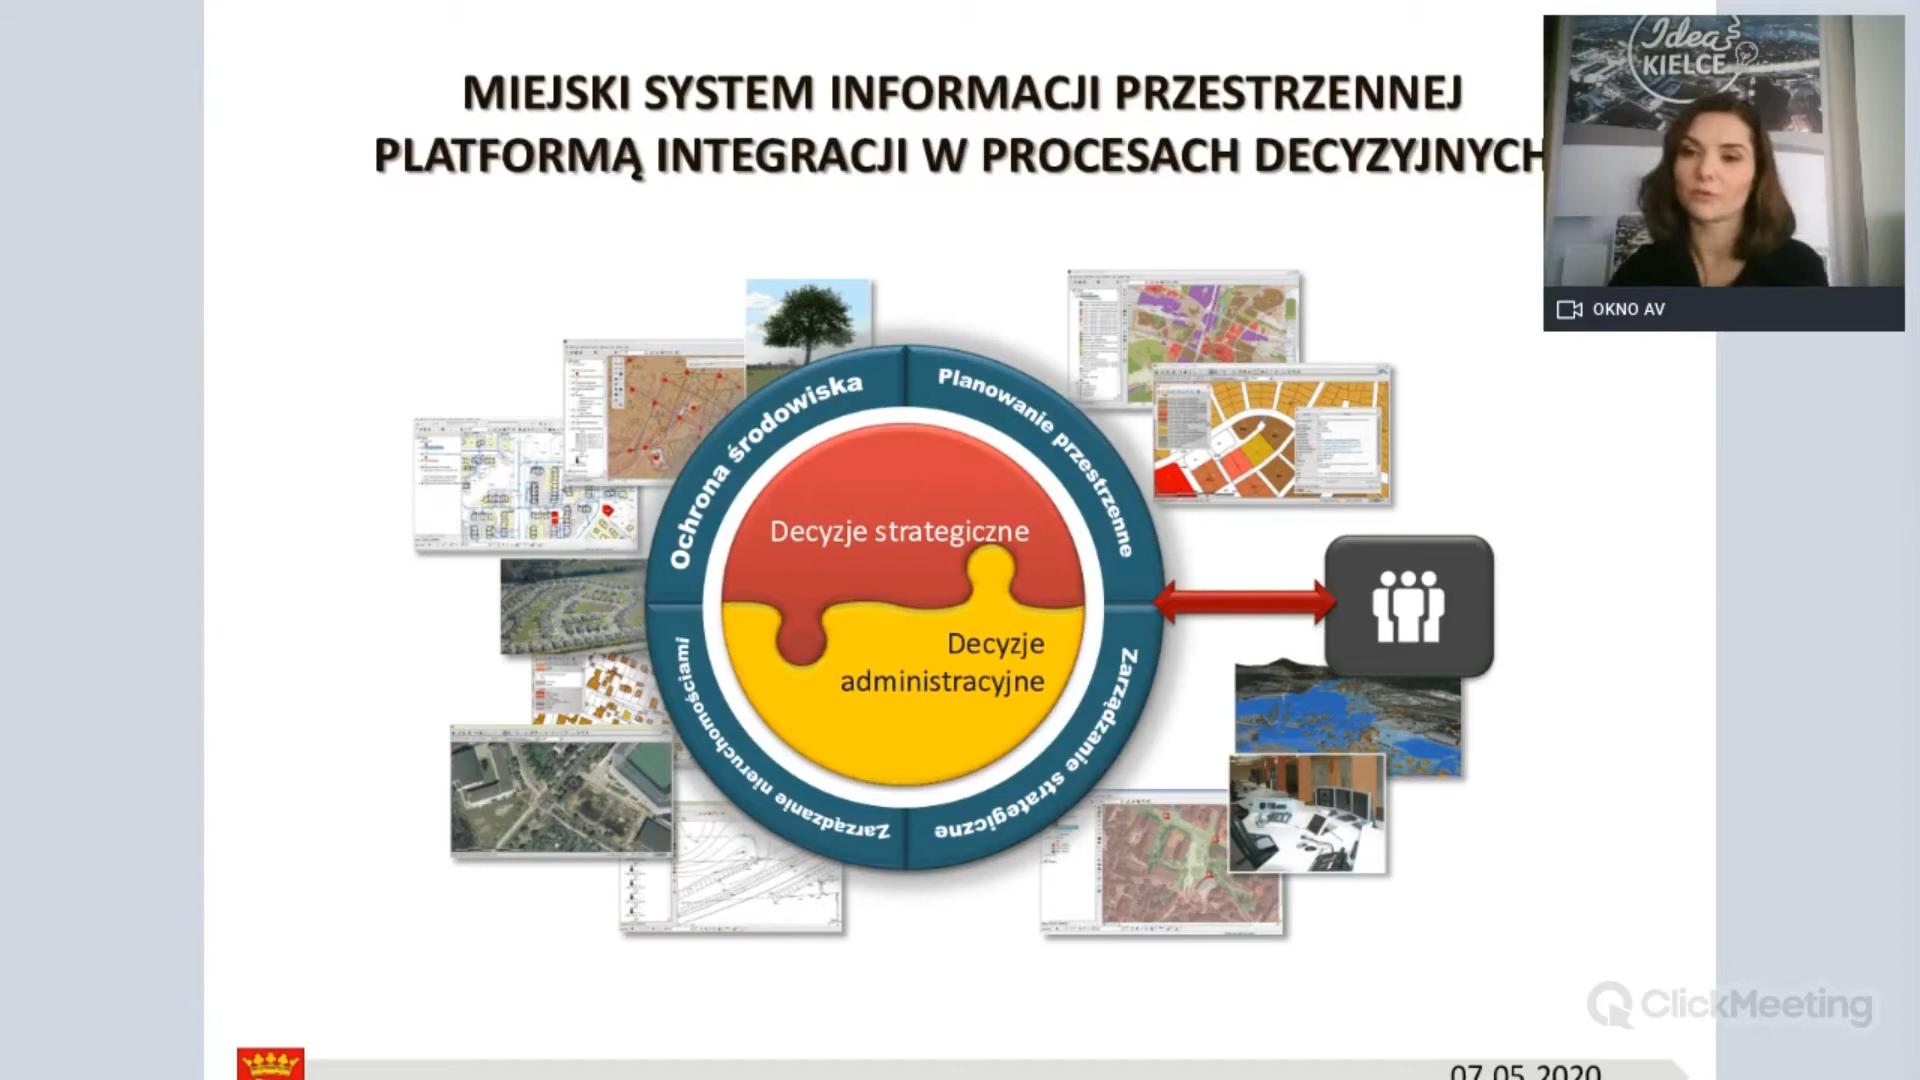 MIEJSKI SYSTEM INFORMACJI PRZESTRZENNEJ
PLATFORMĄ INTEGRACJI W PROCESACH DECYZYJNYCH
Idea
KIELCE
OKNO AV
Ochrona środowiska
Planowanie przestrzenne
Decyzje strategiczne
Decyzje
administracyjne
Zarządzanie nieruchomościami
Zarządzanie strategiczne
ClickMeeting
07.05.2020